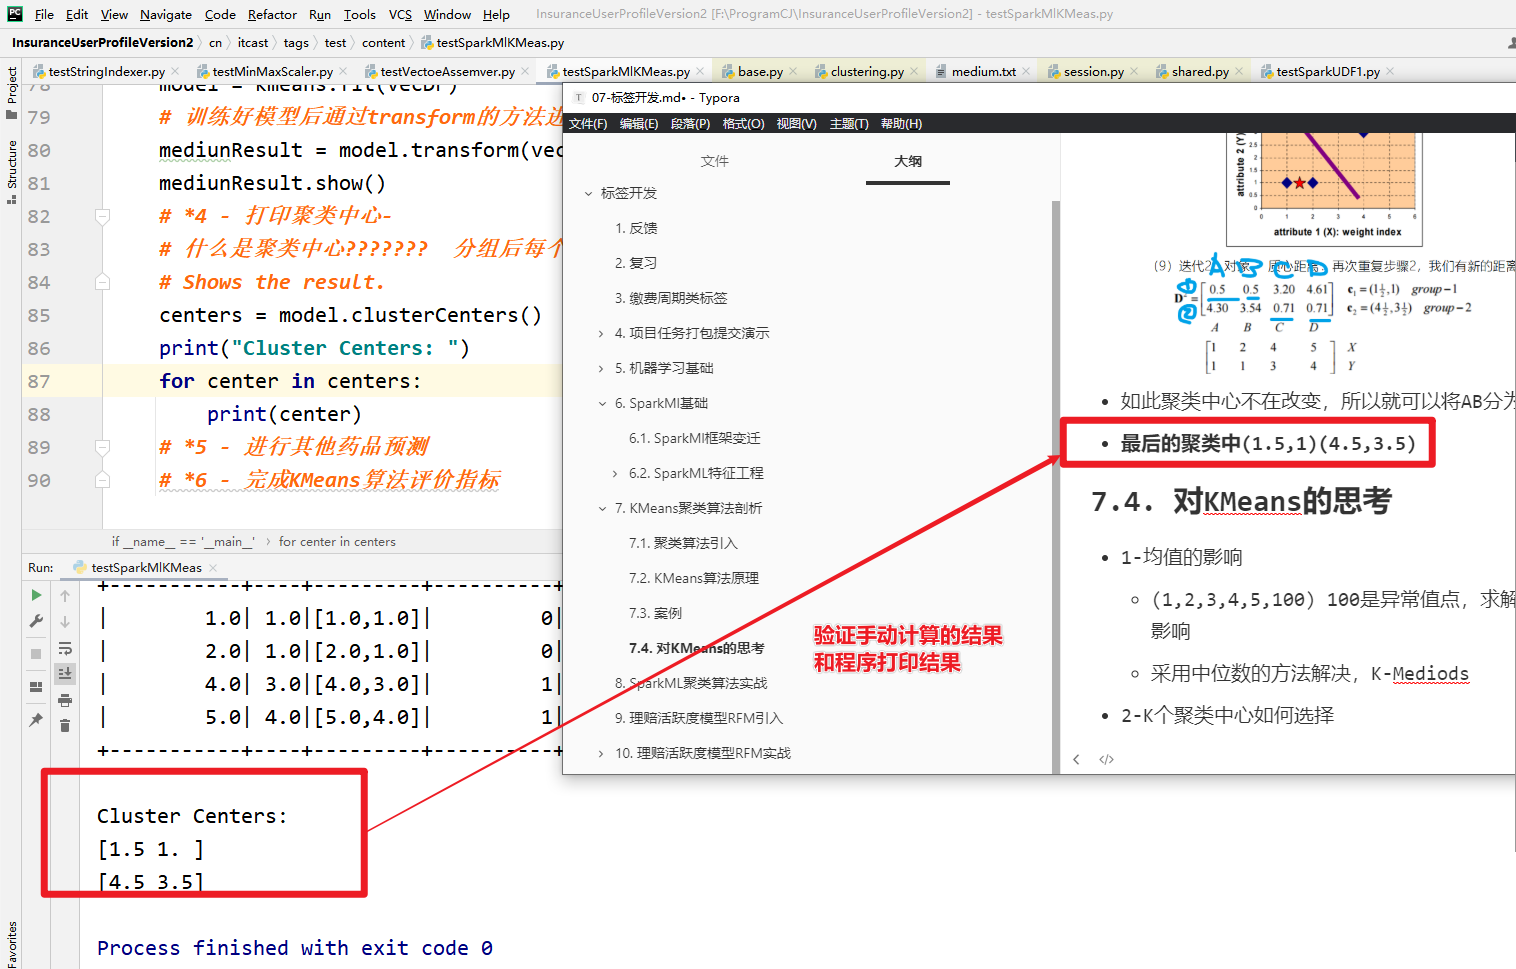 File Edit View Navigate Code Refactor Run Tools VCS Window Help InsuranceUserProfileVersion2 [F:\ProgramCJ\InsuranceUserProfileVersion2] - testSparkMlKMeas.py
InsuranceUserProfileVersion2 cn itcast tags test content testSparkMlKMeas.py
testStringIndexer.py testMinMaxScaler.py testVectoeAssemver.py testSparkMlKMeas.py base.py clustering.py medium.txt session.py shared.py testSparkUDF1.py
Project
Structure
Favorites
78 model = kmeans.fit(vecDF)
79 # 训练好模型后通过transform的方法进
80 mediunResult = model.transform(vec
81 mediunResult.show()
82 # *4 - 打印聚类中心-
83 # 什么是聚类中心??????? 分组后每个
84 # Shows the result.
85 centers = model.clusterCenters()
86 print("Cluster Centers: ")
87 for center in centers:
88 print(center)
89 # *5 - 进行其他药品预测
90 # *6 - 完成KMeans算法评价指标
if __name__ == '__main__' for center in centers
Run: testSparkMlKMeas
+-----------+----+---------+----------+
| 1.0| 1.0|[1.0,1.0]| 0|
| 2.0| 1.0|[2.0,1.0]| 0|
| 4.0| 3.0|[4.0,3.0]| 1|
| 5.0| 4.0|[5.0,4.0]| 1|
+-----------+----+---------+----------+
Cluster Centers:
[1.5 1. ]
[4.5 3.5]
Process finished with exit code 0
07-标签开发.md• - Typora
文件(F) 编辑(E) 段落(P) 格式(O) 视图(V) 主题(T) 帮助(H)
文件 大纲
标签开发
1. 反馈
2. 复习
3. 缴费周期类标签
4. 项目任务打包提交演示
5. 机器学习基础
6. SparkMl基础
6.1. SparkMl框架变迁
6.2. SparkML特征工程
7. KMeans聚类算法剖析
7.1. 聚类算法引入
7.2. KMeans算法原理
7.3. 案例
7.4. 对KMeans的思考
8. SparkML聚类算法实战
9. 理赔活跃度模型RFM引入
10. 理赔活跃度模型RFM实战
验证手动计算的结果
和程序打印结果
attribute 2 (Y)
2.5
2
1.5
1
0.5
0
0 1 2 3 4 5 6
attribute 1 (X): weight index
(9) 迭代2, 对象- 质心距离, 再次重复步骤2, 我们有新的距离
A B C D
① 0.5 0.5 3.20 4.61 c₁ = (1½,1) group-1
② 4.30 3.54 0.71 0.71 c₂ = (4½,3½) group-2
A B C D
1 2 4 5 X
1 1 3 4 Y
如此聚类中心不在改变，所以就可以将AB分为
最后的聚类中(1.5,1)(4.5,3.5)
7.4. 对KMeans的思考
1-均值的影响
(1,2,3,4,5,100) 100是异常值点，求解
影响
采用中位数的方法解决，K-Mediods
2-K个聚类中心如何选择